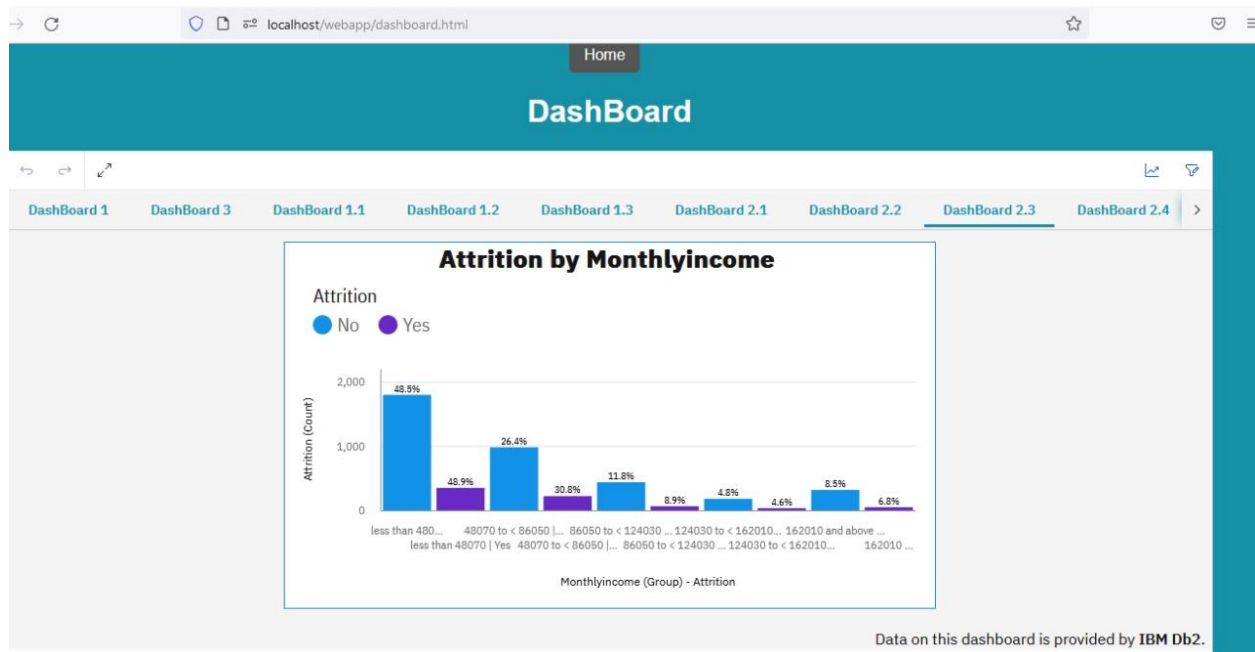 localhost/webapp/dashboard.html
Home
DashBoard
DashBoard 1 DashBoard 3 DashBoard 1.1 DashBoard 1.2 DashBoard 1.3 DashBoard 2.1 DashBoard 2.2 DashBoard 2.3 DashBoard 2.4
Attrition by Monthlyincome
Attrition
No Yes
2,000
1,000
0
Attrition (Count)
48.5% 48.9% 26.4% 30.8% 11.8% 8.9% 4.8% 4.6% 8.5% 6.8%
less than 480... 48070 to < 86050 |... 86050 to < 124030 ... 124030 to < 162010... 162010 and above ...
less than 48070 | Yes 48070 to < 86050 |... 86050 to < 124030 ... 124030 to < 162010... 162010 ...
Monthlyincome (Group) - Attrition
Data on this dashboard is provided by IBM Db2.